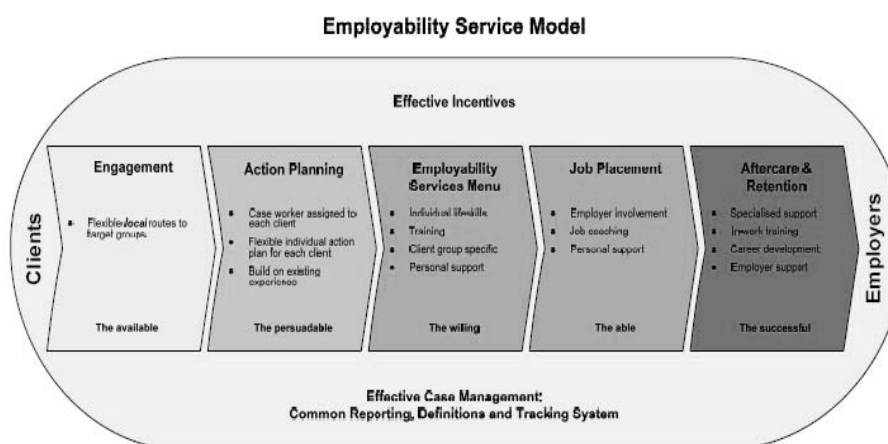 Employability Service Model
Effective Incentives
Clients
Engagement
Flexible local routes to
target groups
The available
Action Planning
Case worker assigned to
each client
Flexible individual action
plan for each client
Build on existing
experience
The persuadable
Employability
Services Menu
Individual lifeskills
Training
Client group specific
Personal support
The willing
Job Placement
Employer involvement
Job coaching
Personal support
The able
Aftercare &
Retention
Specialised support
Inwork training
Career development
Employer support
The successful
Employers
Effective Case Management:
Common Reporting, Definitions and Tracking System